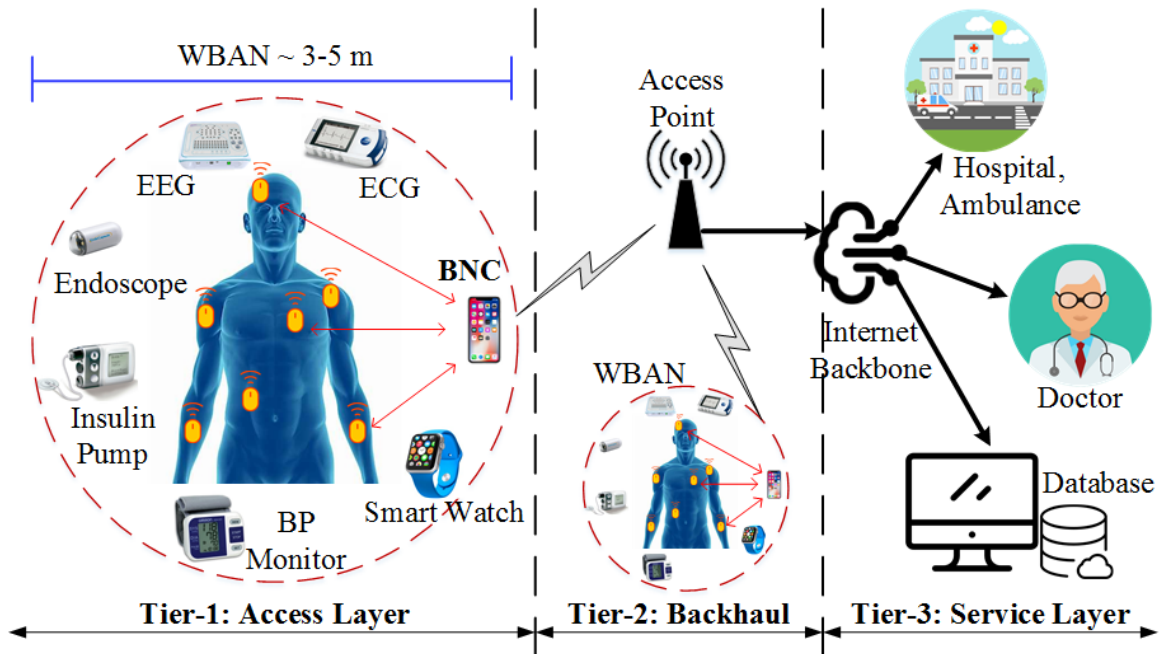 WBAN ~ 3-5 m
EEG
ECG
Endoscope
BNC
Insulin
Pump
Smart Watch
BP
Monitor
Tier-1: Access Layer
Access
Point
WBAN
Tier-2: Backhaul
Hospital,
Ambulance
Internet
Backbone
Doctor
Database
Tier-3: Service Layer